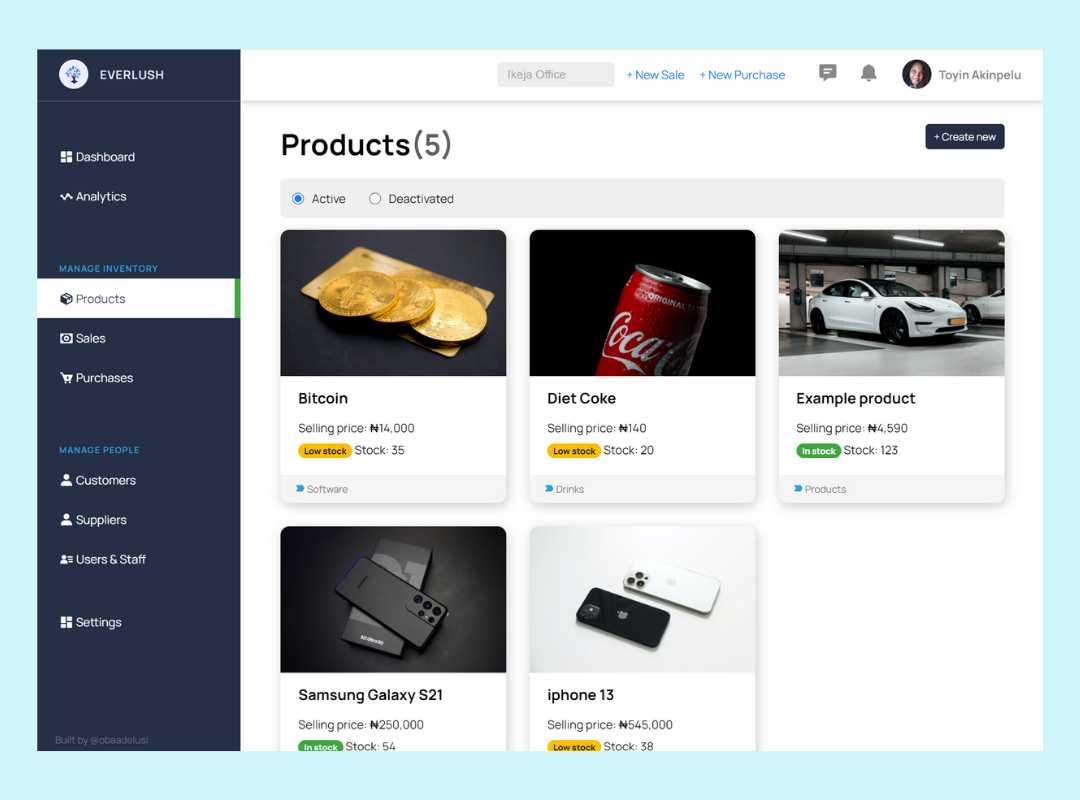 EVERLUSH
Ikeja Office
+ New Sale
+ New Purchase
Toyin Akinpelu
Dashboard
Analytics
MANAGE INVENTORY
Products
Sales
Purchases
MANAGE PEOPLE
Customers
Suppliers
Users & Staff
Settings
Built by @obaadelusi
Products(5)
+ Create new
Active
Deactivated
ORIGINAL TA
Coca
Bitcoin
Selling price: ₦14,000
Low stock Stock: 35
Software
Diet Coke
Selling price: ₦140
Low stock Stock: 20
Drinks
Example product
Selling price: ₦4,590
In stock Stock: 123
Products
Samsung Galaxy S21
Selling price: ₦250,000
In stock Stock: 54
iphone 13
Selling price: ₦545,000
Low stock Stock: 38